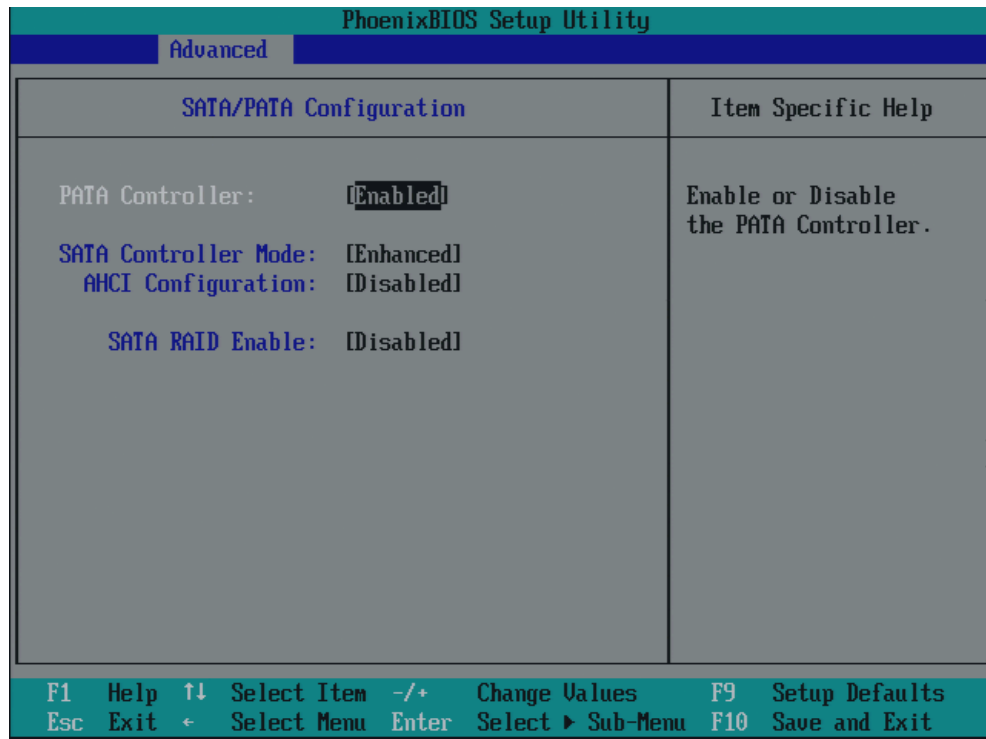 PhoenixBIOS Setup Utility
Advanced
SATA/PATA Configuration
Item Specific Help
PATA Controller: [Enabled]
SATA Controller Mode: [Enhanced]
AHCI Configuration: [Disabled]
SATA RAID Enable: [Disabled]
Enable or Disable
the PATA Controller.
F1 Help ↑↓ Select Item -/+ Change Values F9 Setup Defaults
Esc Exit ← Select Menu Enter Select ▶ Sub-Menu F10 Save and Exit